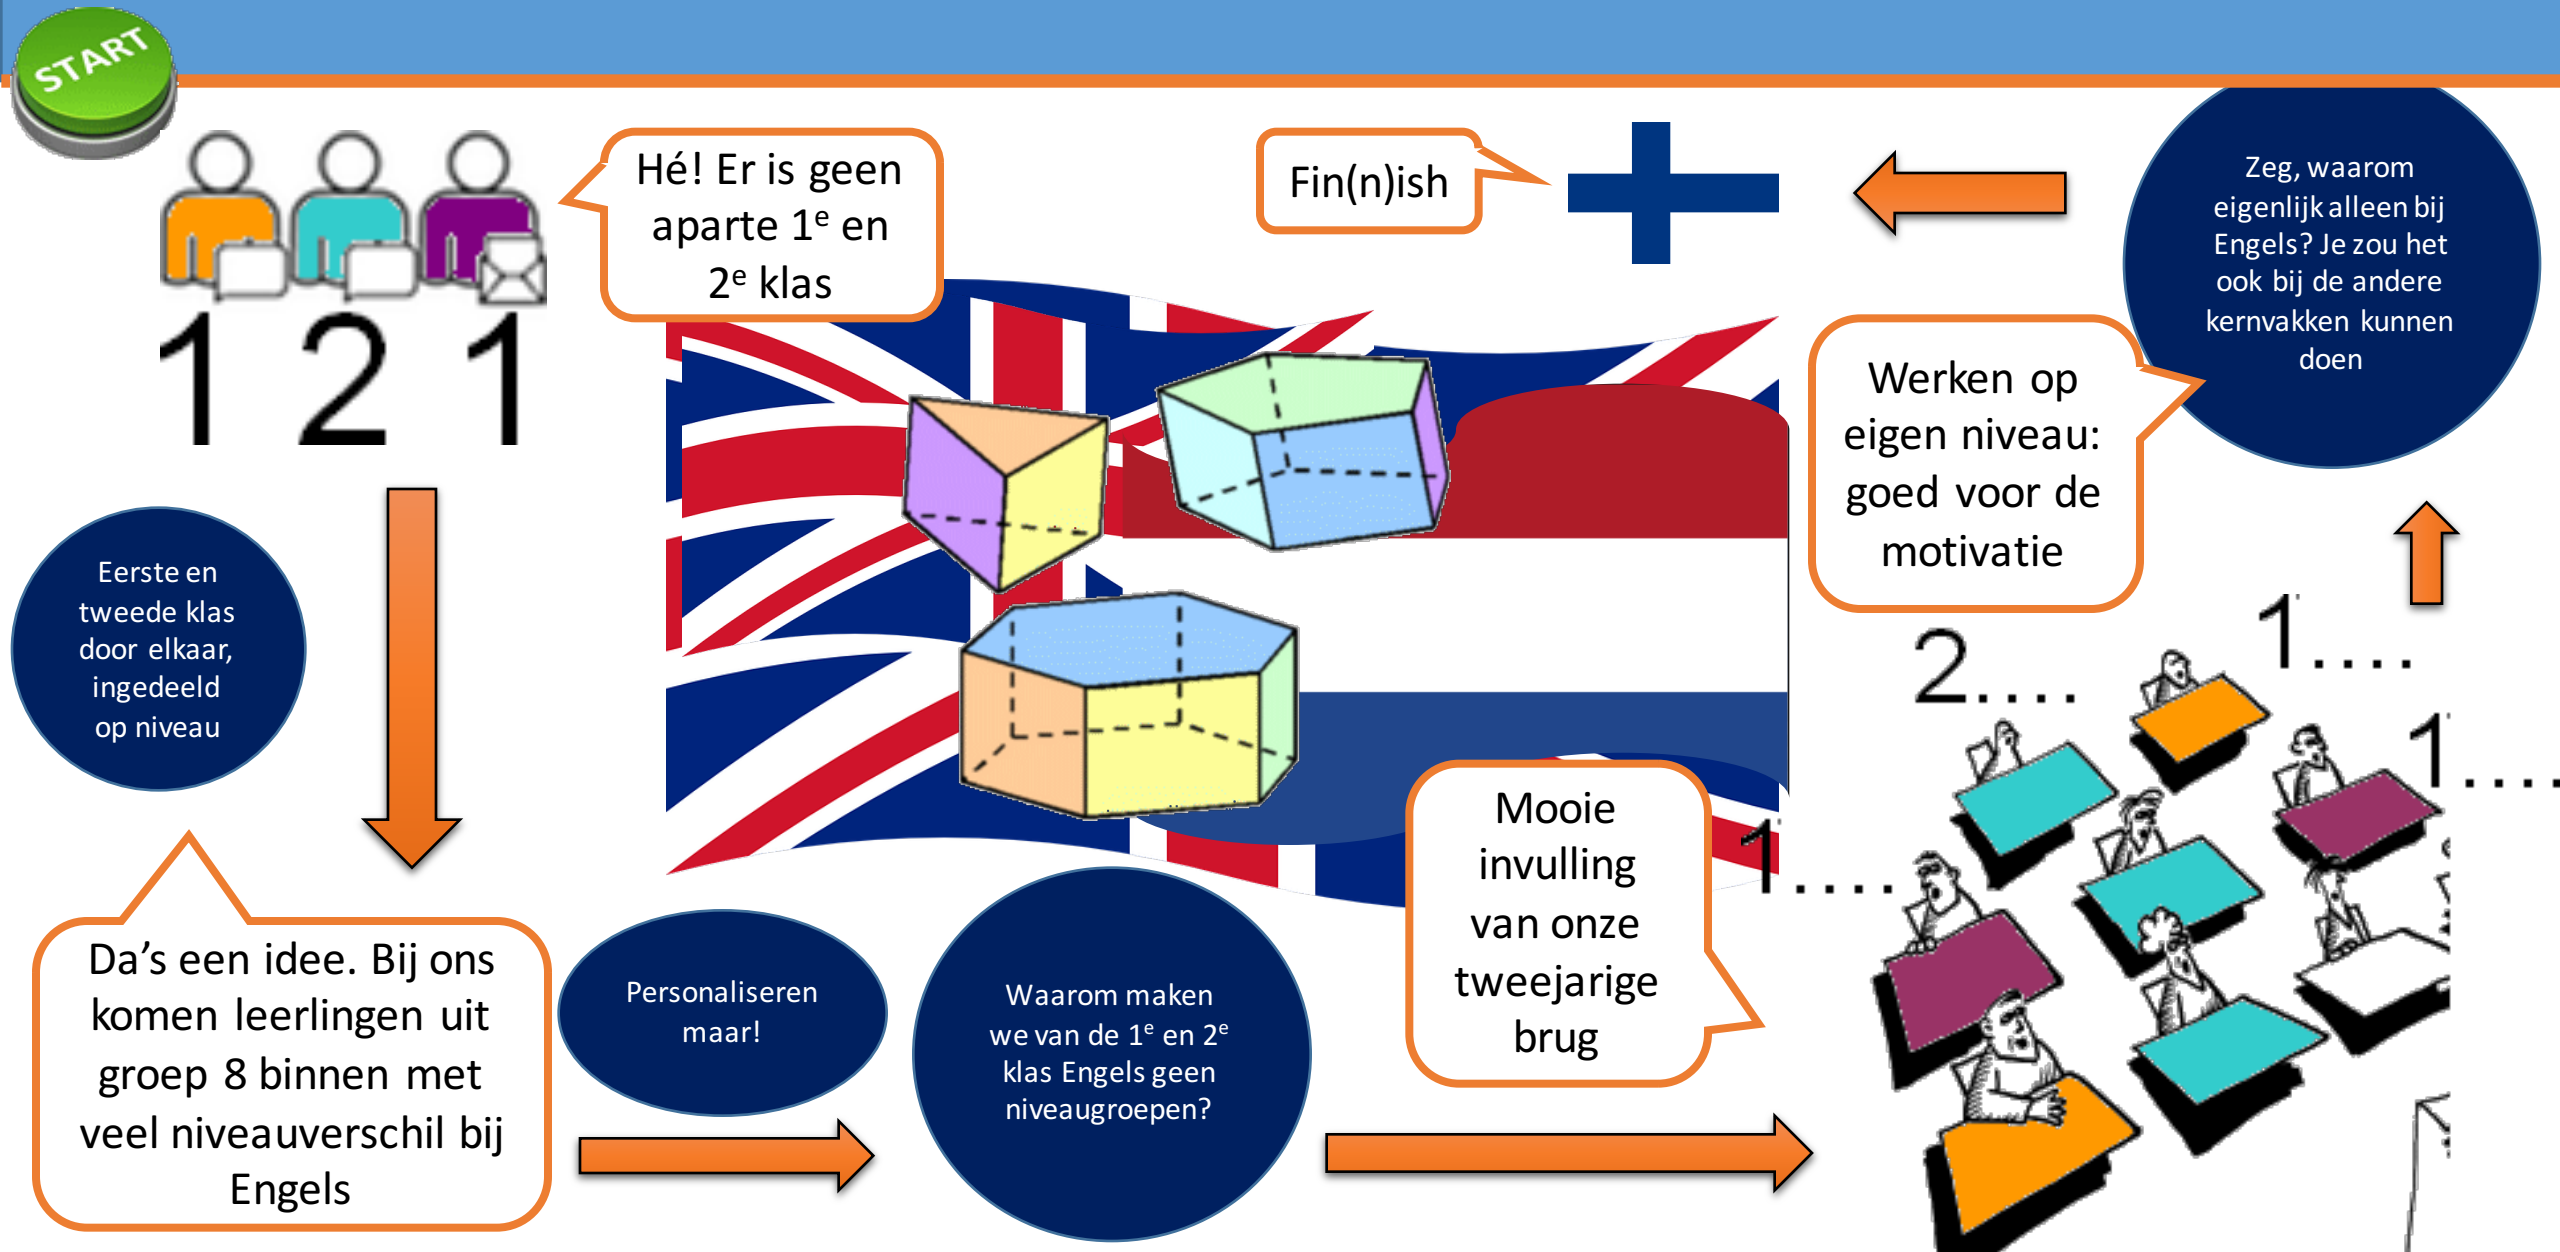 START
Hé! Er is geen
aparte 1e en
2e klas
1 2 1
Eerste en
tweede klas
door elkaar,
ingedeeld
op niveau
Da’s een idee. Bij ons
komen leerlingen uit
groep 8 binnen met
veel niveauverschil bij
Engels
Personaliseren
maar!
Waarom maken
we van de 1e en 2e
klas Engels geen
niveaugroepen?
Mooie
invulling
van onze
tweejarige
brug
1....
2....
1....
1....
Werken op
eigen niveau:
goed voor de
motivatie
Zeg, waarom
eigenlijk alleen bij
Engels? Je zou het
ook bij de andere
kernvakken kunnen
doen
Fin(n)ish